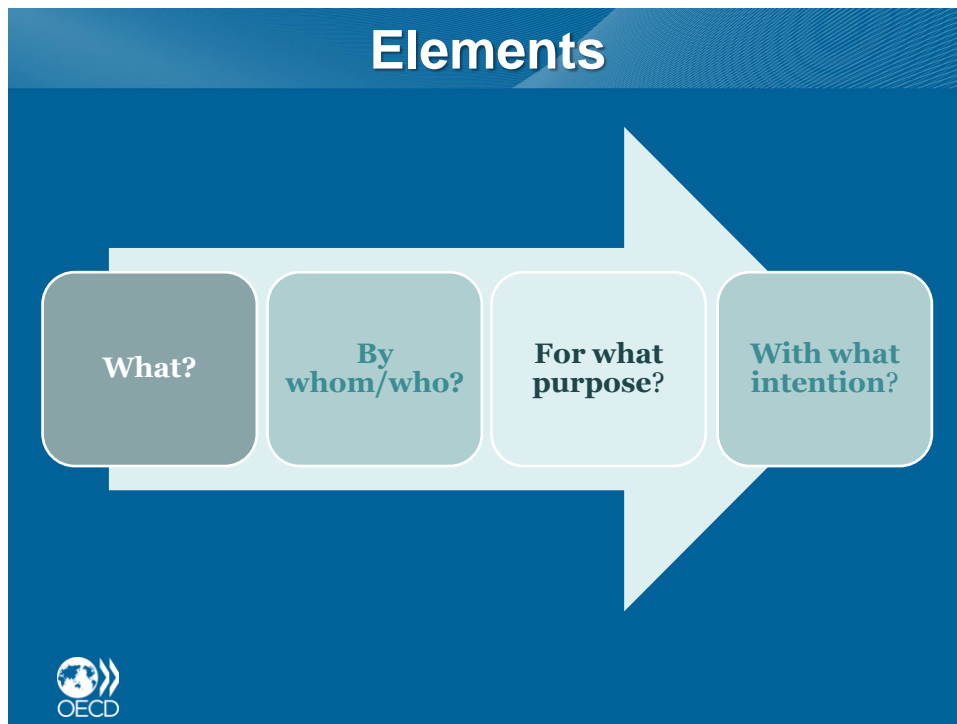 Elements
What?
By
whom/who?
For what
purpose?
With what
intention?
OECD